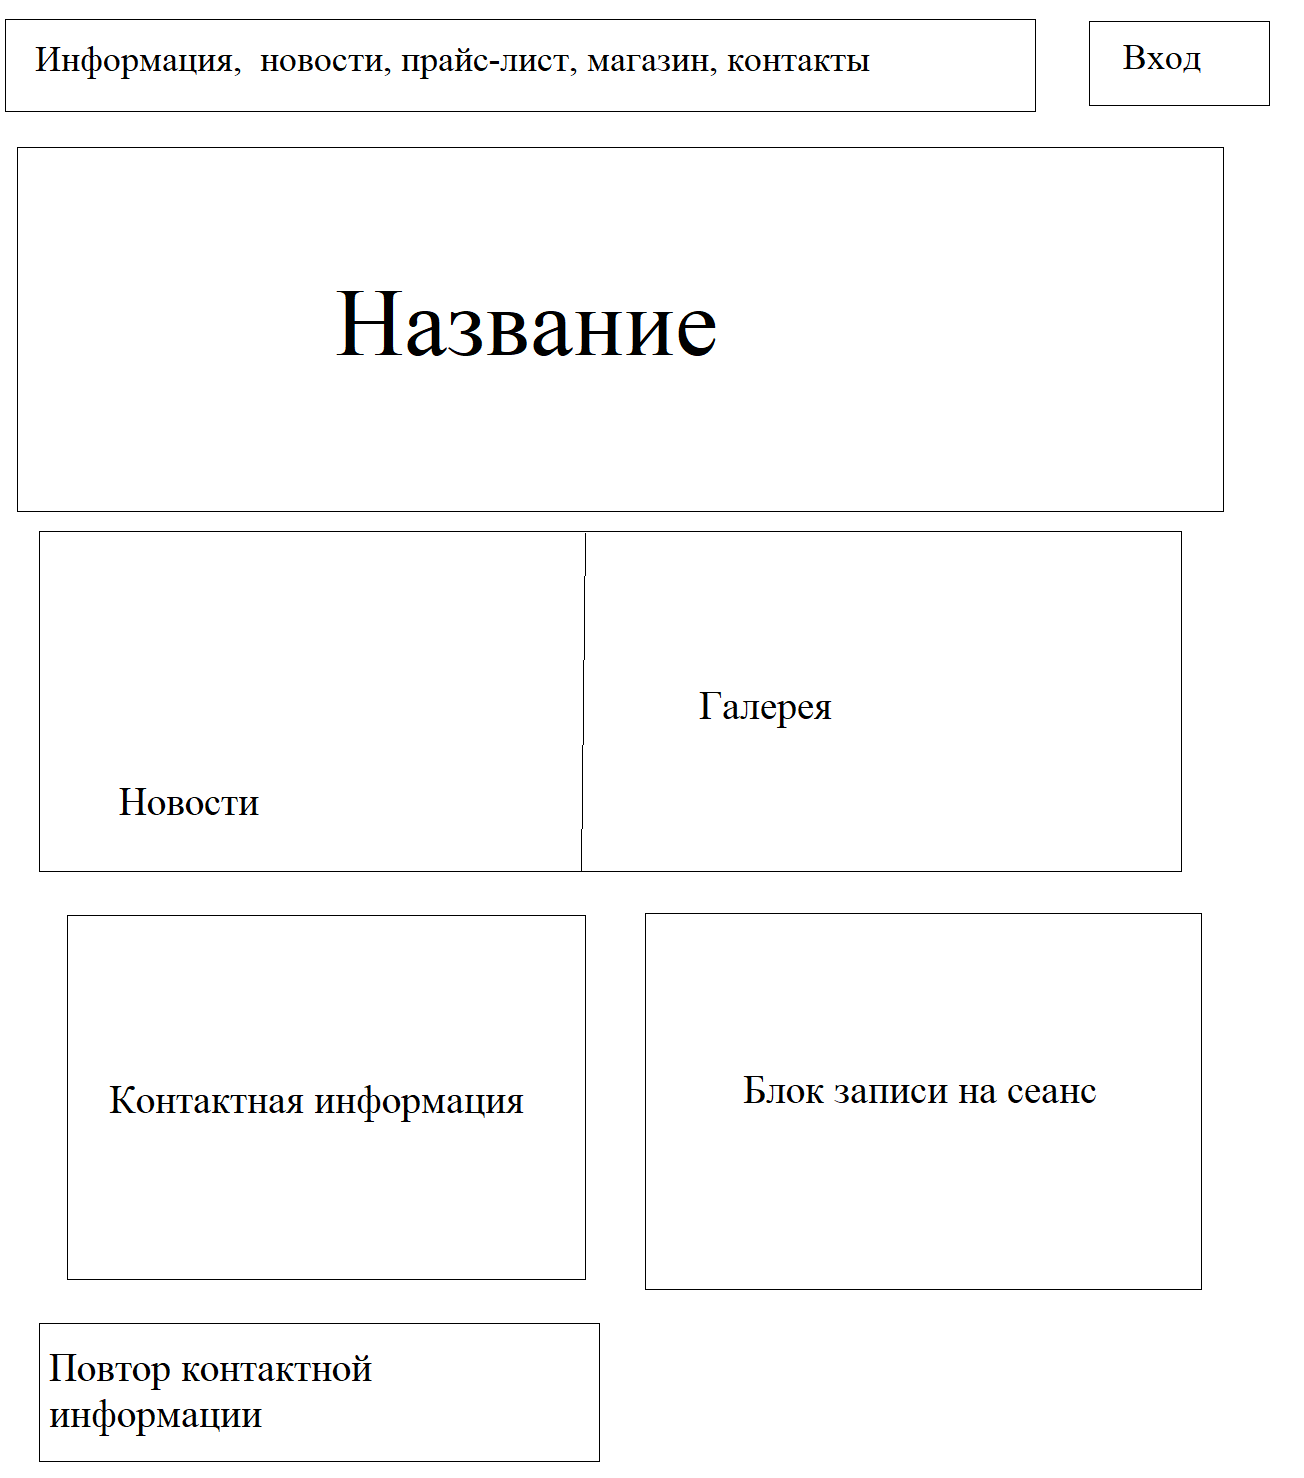 Информация,  новости, прайс-лист, магазин, контакты
Вход
Название
Новости
Галерея
Контактная информация
Блок записи на сеанс
Повтор контактной
информации